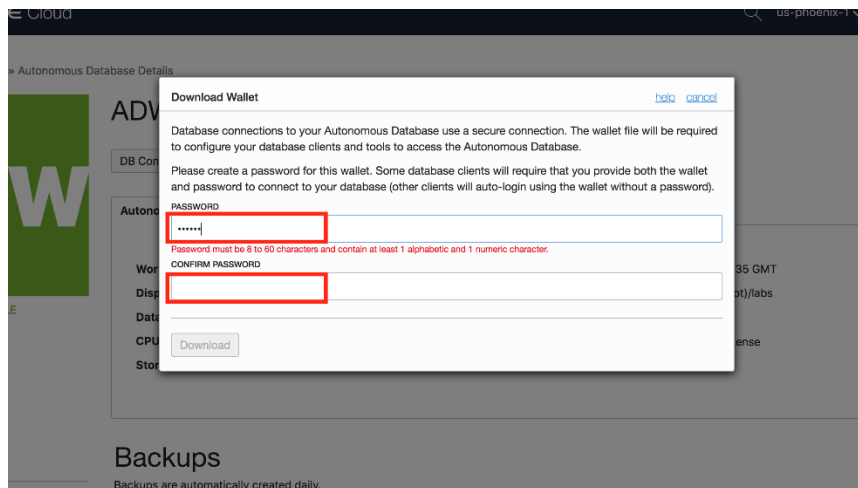 Cloud
us-phoenix-1
» Autonomous Database Details
Download Wallet
help cancel
Database connections to your Autonomous Database use a secure connection. The wallet file will be required
to configure your database clients and tools to access the Autonomous Database.
Please create a password for this wallet. Some database clients will require that you provide both the wallet
and password to connect to your database (other clients will auto-login using the wallet without a password).
PASSWORD
••••••
Password must be 8 to 60 characters and contain at least 1 alphabetic and 1 numeric character.
CONFIRM PASSWORD
Download
W
DB Con
Autono
Wor
35 GMT
Disp
ot)/labs
Data
CPU
ense
Stor
Backups
Backups are automatically created daily.